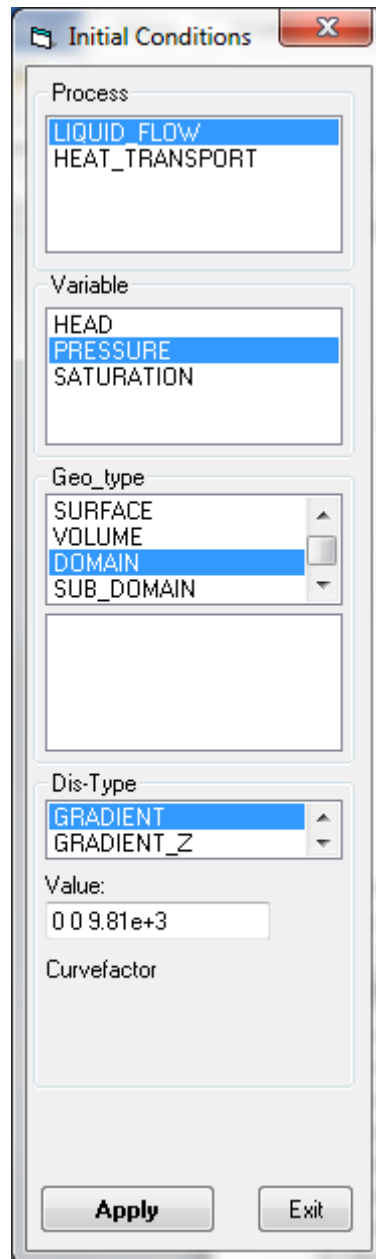 Initial Conditions
Process
LIQUID_FLOW
HEAT_TRANSPORT
Variable
HEAD
PRESSURE
SATURATION
Geo_type
SURFACE
VOLUME
DOMAIN
SUB_DOMAIN
Dis-Type
GRADIENT
GRADIENT_Z
Value:
0 0 9.81e+3
Curvefactor
Apply Exit